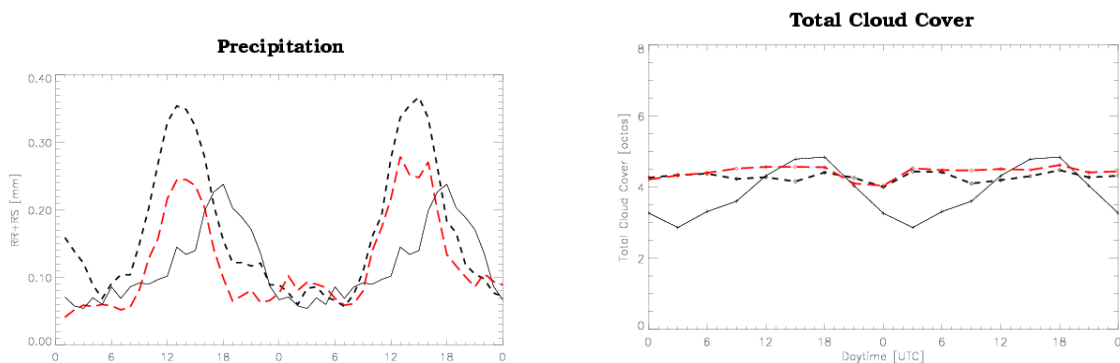 Precipitation
RR+RS [mm]
0.40
0.30
0.20
0.10
0.00
0 6 12 18 0 6 12 18 0
Total Cloud Cover
Total Cloud Cover [octas]
8
6
4
2
0
0 6 12 18 0 6 12 18 0
Daytime [UTC]